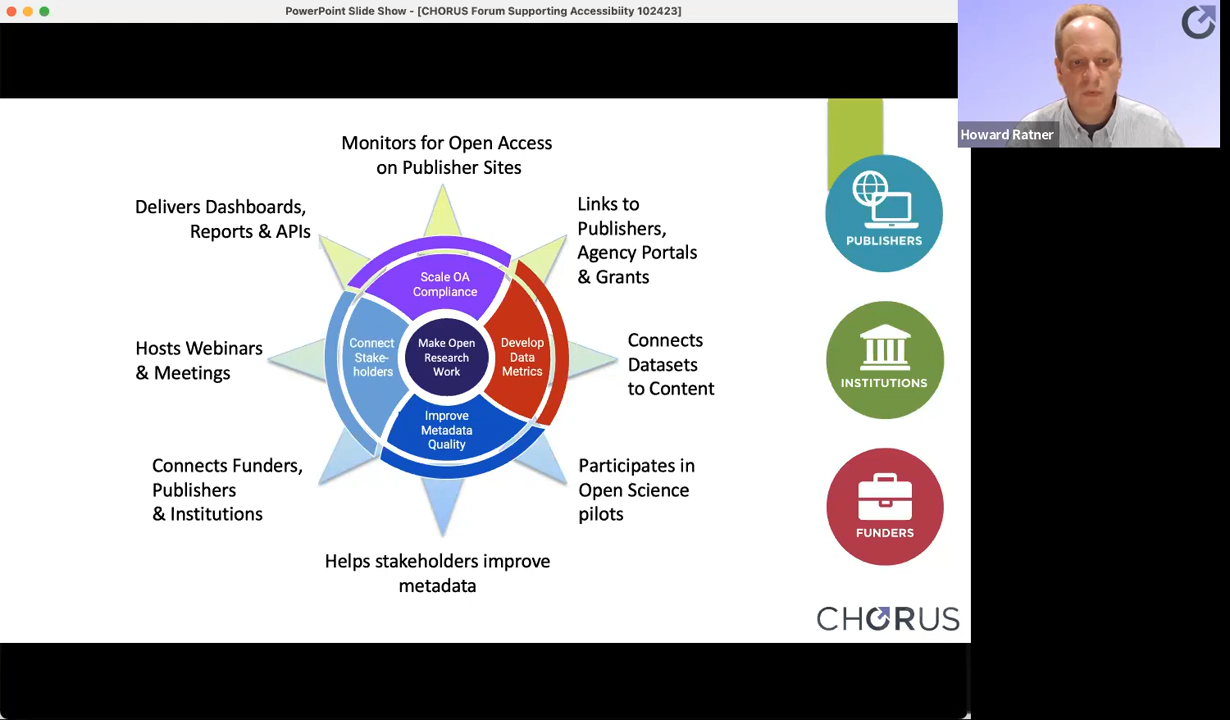 PowerPoint Slide Show - [CHORUS Forum Supporting Accessibiity 102423]
Howard Ratner
Monitors for Open Access
on Publisher Sites
Delivers Dashboards,
Reports & APIs
Links to
Publishers,
Agency Portals
& Grants
Hosts Webinars
& Meetings
Connects
Datasets
to Content
Connects Funders,
Publishers
& Institutions
Participates in
Open Science
pilots
Helps stakeholders improve
metadata
Scale OA
Compliance
Connect
Stake-
holders
Make Open
Research
Work
Develop
Data
Metrics
Improve
Metadata
Quality
PUBLISHERS
INSTITUTIONS
FUNDERS
CHORUS